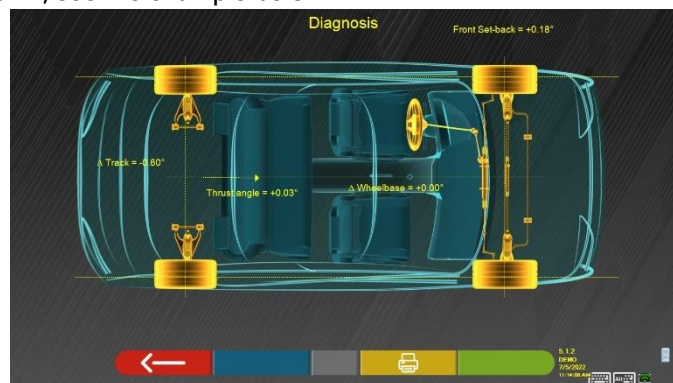 Diagnosis
Front Set-back = +0.18°
Δ Track = -0.60°
Thrust angle = +0.03°
Δ Wheelbase = +0.00°
5.1.2
DEMO
7/5/2022